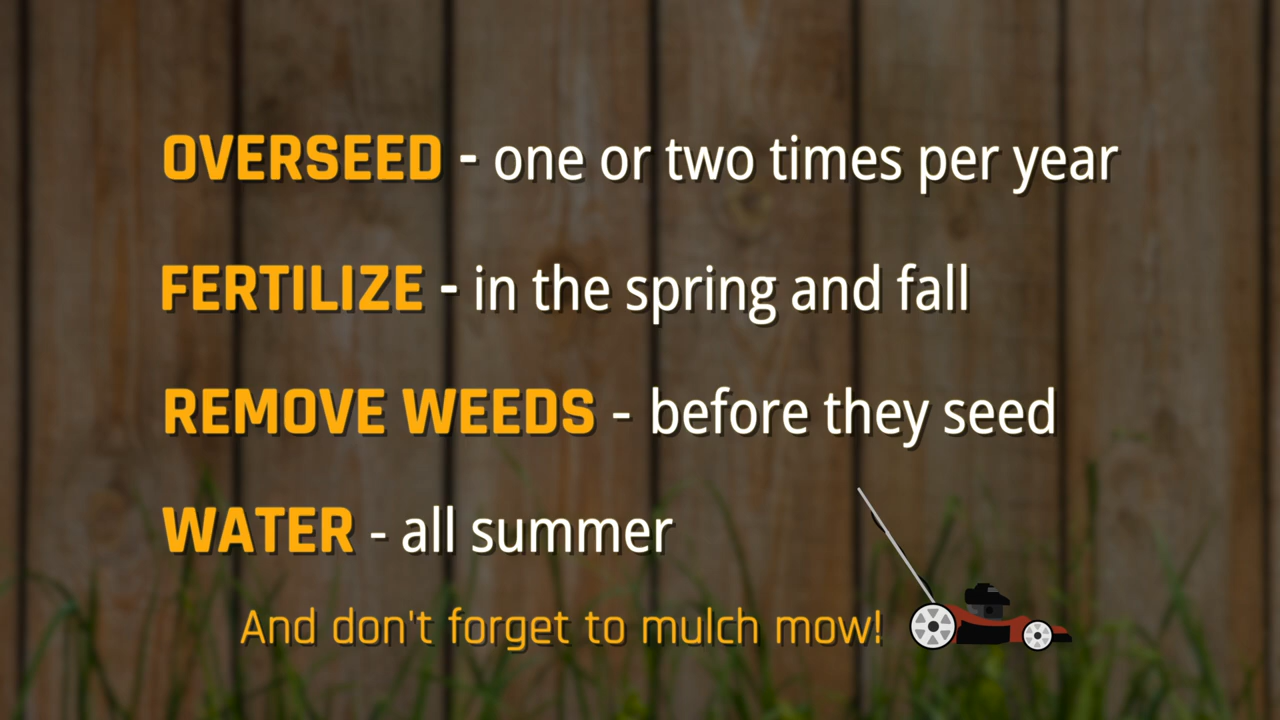 OVERSEED - one or two times per year
FERTILIZE - in the spring and fall
REMOVE WEEDS - before they seed
WATER - all summer
And don't forget to mulch mow!